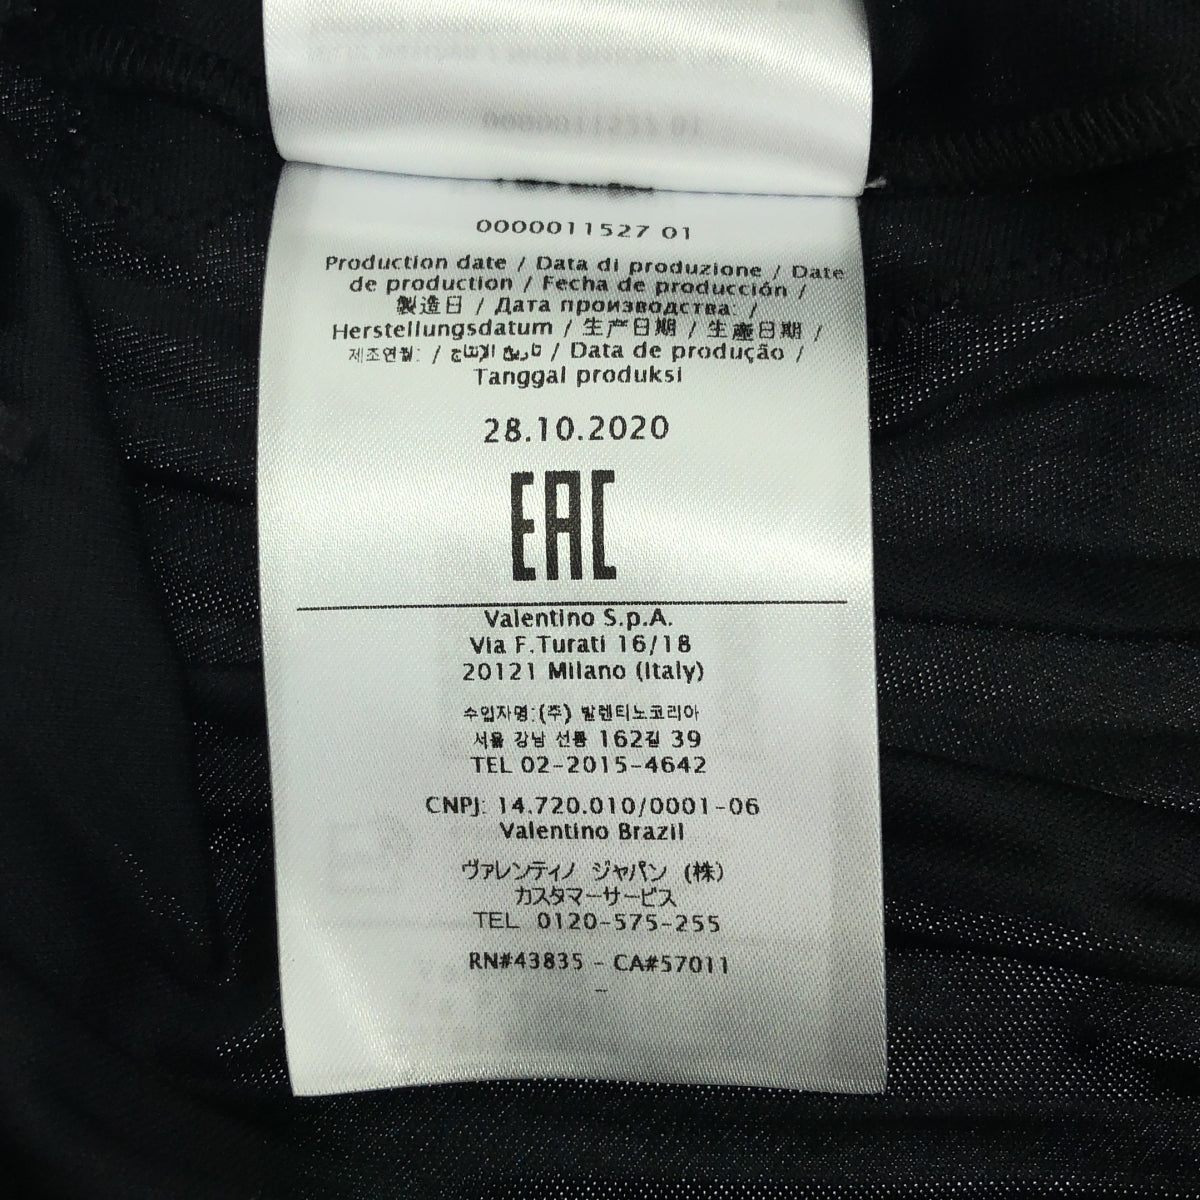 0000011527 01
Production date / Data di produzione / Date
de production / Fecha de producción /
製造日 / Дата производства: /
Herstellungsdatum / 生产日期 / 生產日期 /
제조연월: / تاريخ الإنتاج / Data de produção /
Tanggal produksi
28.10.2020
EAC
Valentino S.p.A.
Via F.Turati 16/18
20121 Milano (Italy)
수입자명:(주) 발렌티노코리아
서울 강남 선릉 162길 39
TEL 02-2015-4642
CNPJ: 14.720.010/0001-06
Valentino Brazil
ヴァレンティノ ジャパン (株)
カスタマーサービス
TEL 0120-575-255
RN#43835 - CA#57011
-